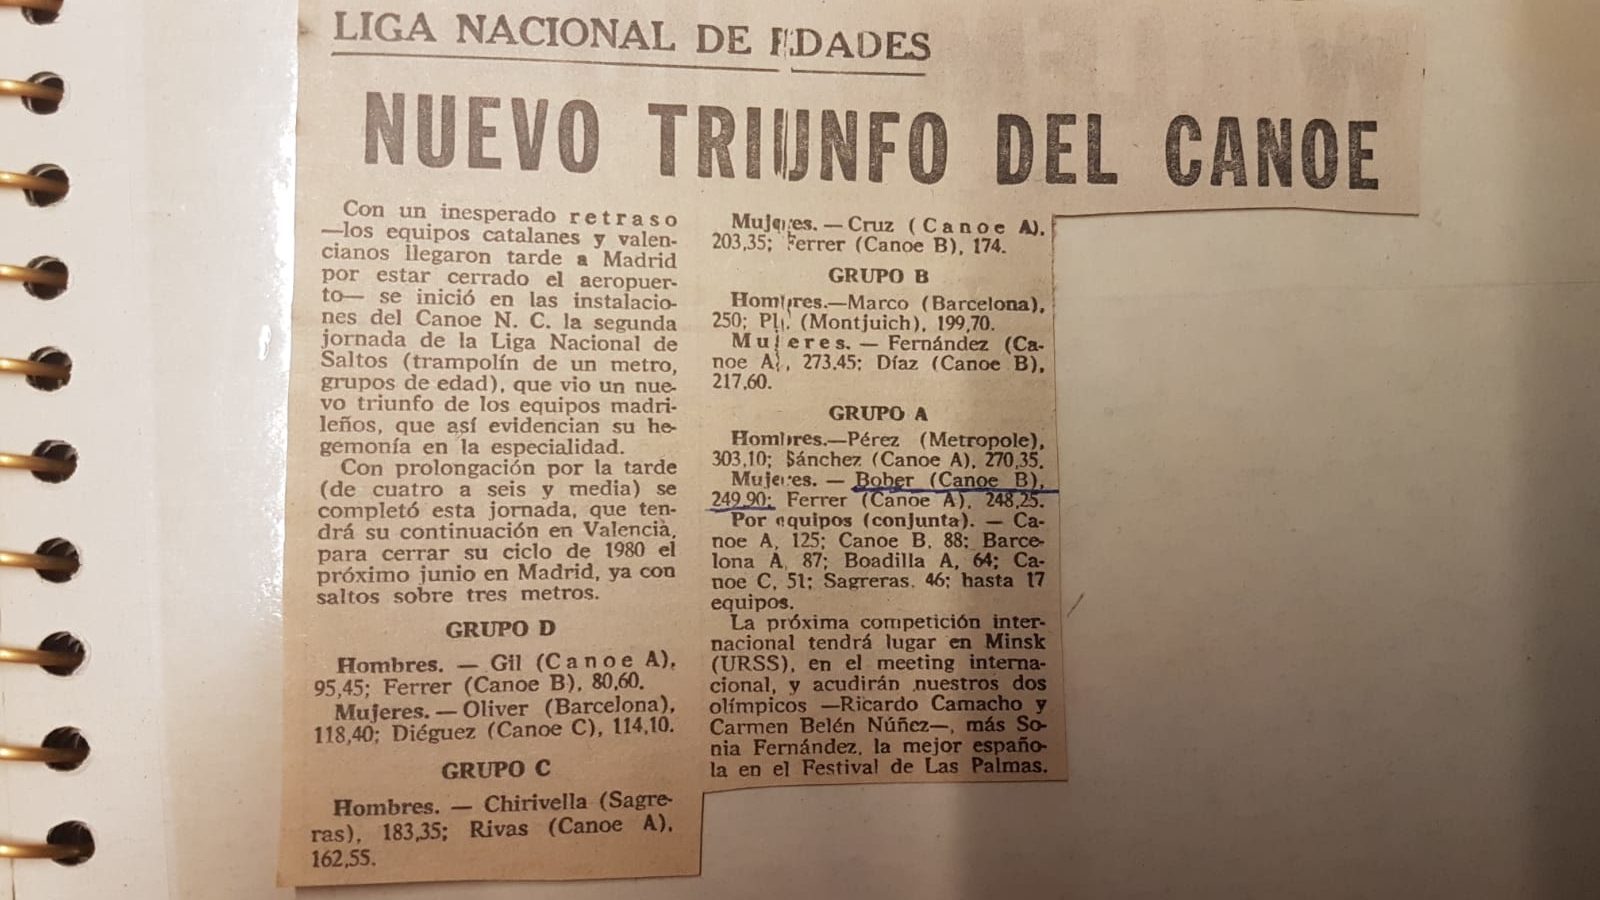 LIGA NACIONAL DE EDADES
NUEVO TRIUNFO DEL CANOE
Con un inesperado retraso
—los equipos catalanes y valen-
cianos llegaron tarde a Madrid
por estar cerrado el aeropuer-
to— se inició en las instalacio-
nes del Canoe N. C. la segunda
jornada de la Liga Nacional de
Saltos (trampolín de un metro,
grupos de edad), que vio un nue-
vo triunfo de los equipos madri-
leños, que así evidencian su he-
gemonía en la especialidad.
Con prolongación por la tarde
(de cuatro a seis y media) se
completó esta jornada, que ten-
drá su continuación en Valencia,
para cerrar su ciclo de 1980 el
próximo junio en Madrid, ya con
saltos sobre tres metros.
GRUPO D
Hombres. — Gil (Canoe A),
95,45; Ferrer (Canoe B), 80,60.
Mujeres. — Oliver (Barcelona),
118,40; Diéguez (Canoe C), 114,10.
GRUPO C
Hombres. — Chirivella (Sagre-
ras), 183,35; Rivas (Canoe A),
162,55.
Mujeres. — Cruz (Canoe A),
203,35; Ferrer (Canoe B), 174.
GRUPO B
Hombres.—Marco (Barcelona),
250; (Montjuich), 199,70.
Mujeres. — Fernández (Ca-
noe A), 273,45; Díaz (Canoe B),
217,60.
GRUPO A
Hombres.—Pérez (Metropole),
303,10; Sánchez (Canoe A), 270,35.
Mujeres. — Bober (Canoe B),
249,90; Ferrer (Canoe A), 248,25.
Por equipos (conjunta). — Ca-
noe A, 125; Canoe B, 88; Barce-
lona A, 87; Boadilla A, 64; Ca-
noe C, 51; Sagreras, 46; hasta 17
equipos.
La próxima competición inter-
nacional tendrá lugar en Minsk
(URSS), en el meeting interna-
cional, y acudirán nuestros dos
olímpicos —Ricardo Camacho y
Carmen Belén Núñez—, más So-
nia Fernández, la mejor españo-
la en el Festival de Las Palmas.